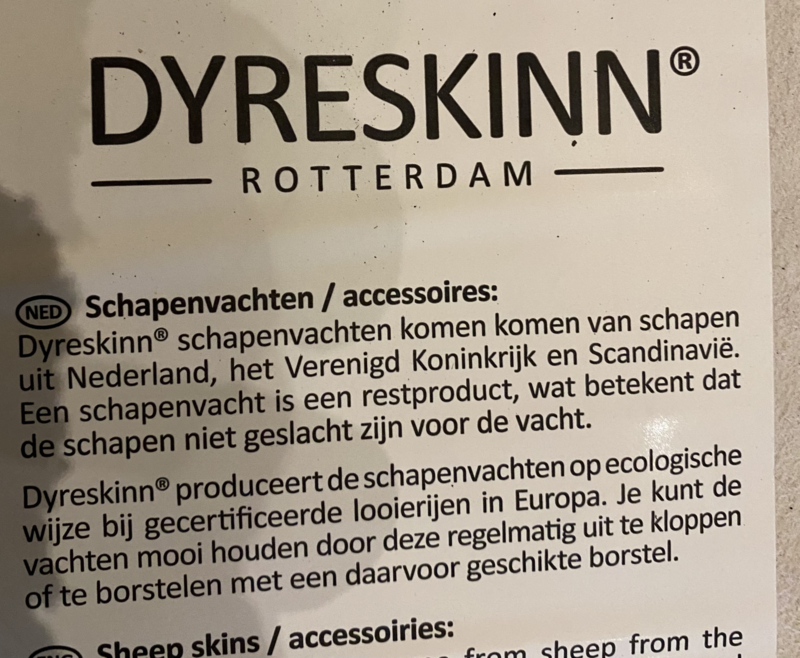 DYRESKINN®
ROTTERDAM
NED Schapenvachten / accessoires:
Dyreskinn® schapenvachten komen komen van schapen
uit Nederland, het Verenigd Koninkrijk en Scandinavië.
Een schapenvacht is een restproduct, wat betekent dat
de schapen niet geslacht zijn voor de vacht.
Dyreskinn® produceert de schapenvachten op ecologische
wijze bij gecertificeerde looierijen in Europa. Je kunt de
vachten mooi houden door deze regelmatig uit te kloppen
of te borstelen met een daarvoor geschikte borstel.
Sheep skins / accessoiries:
from sheep from the